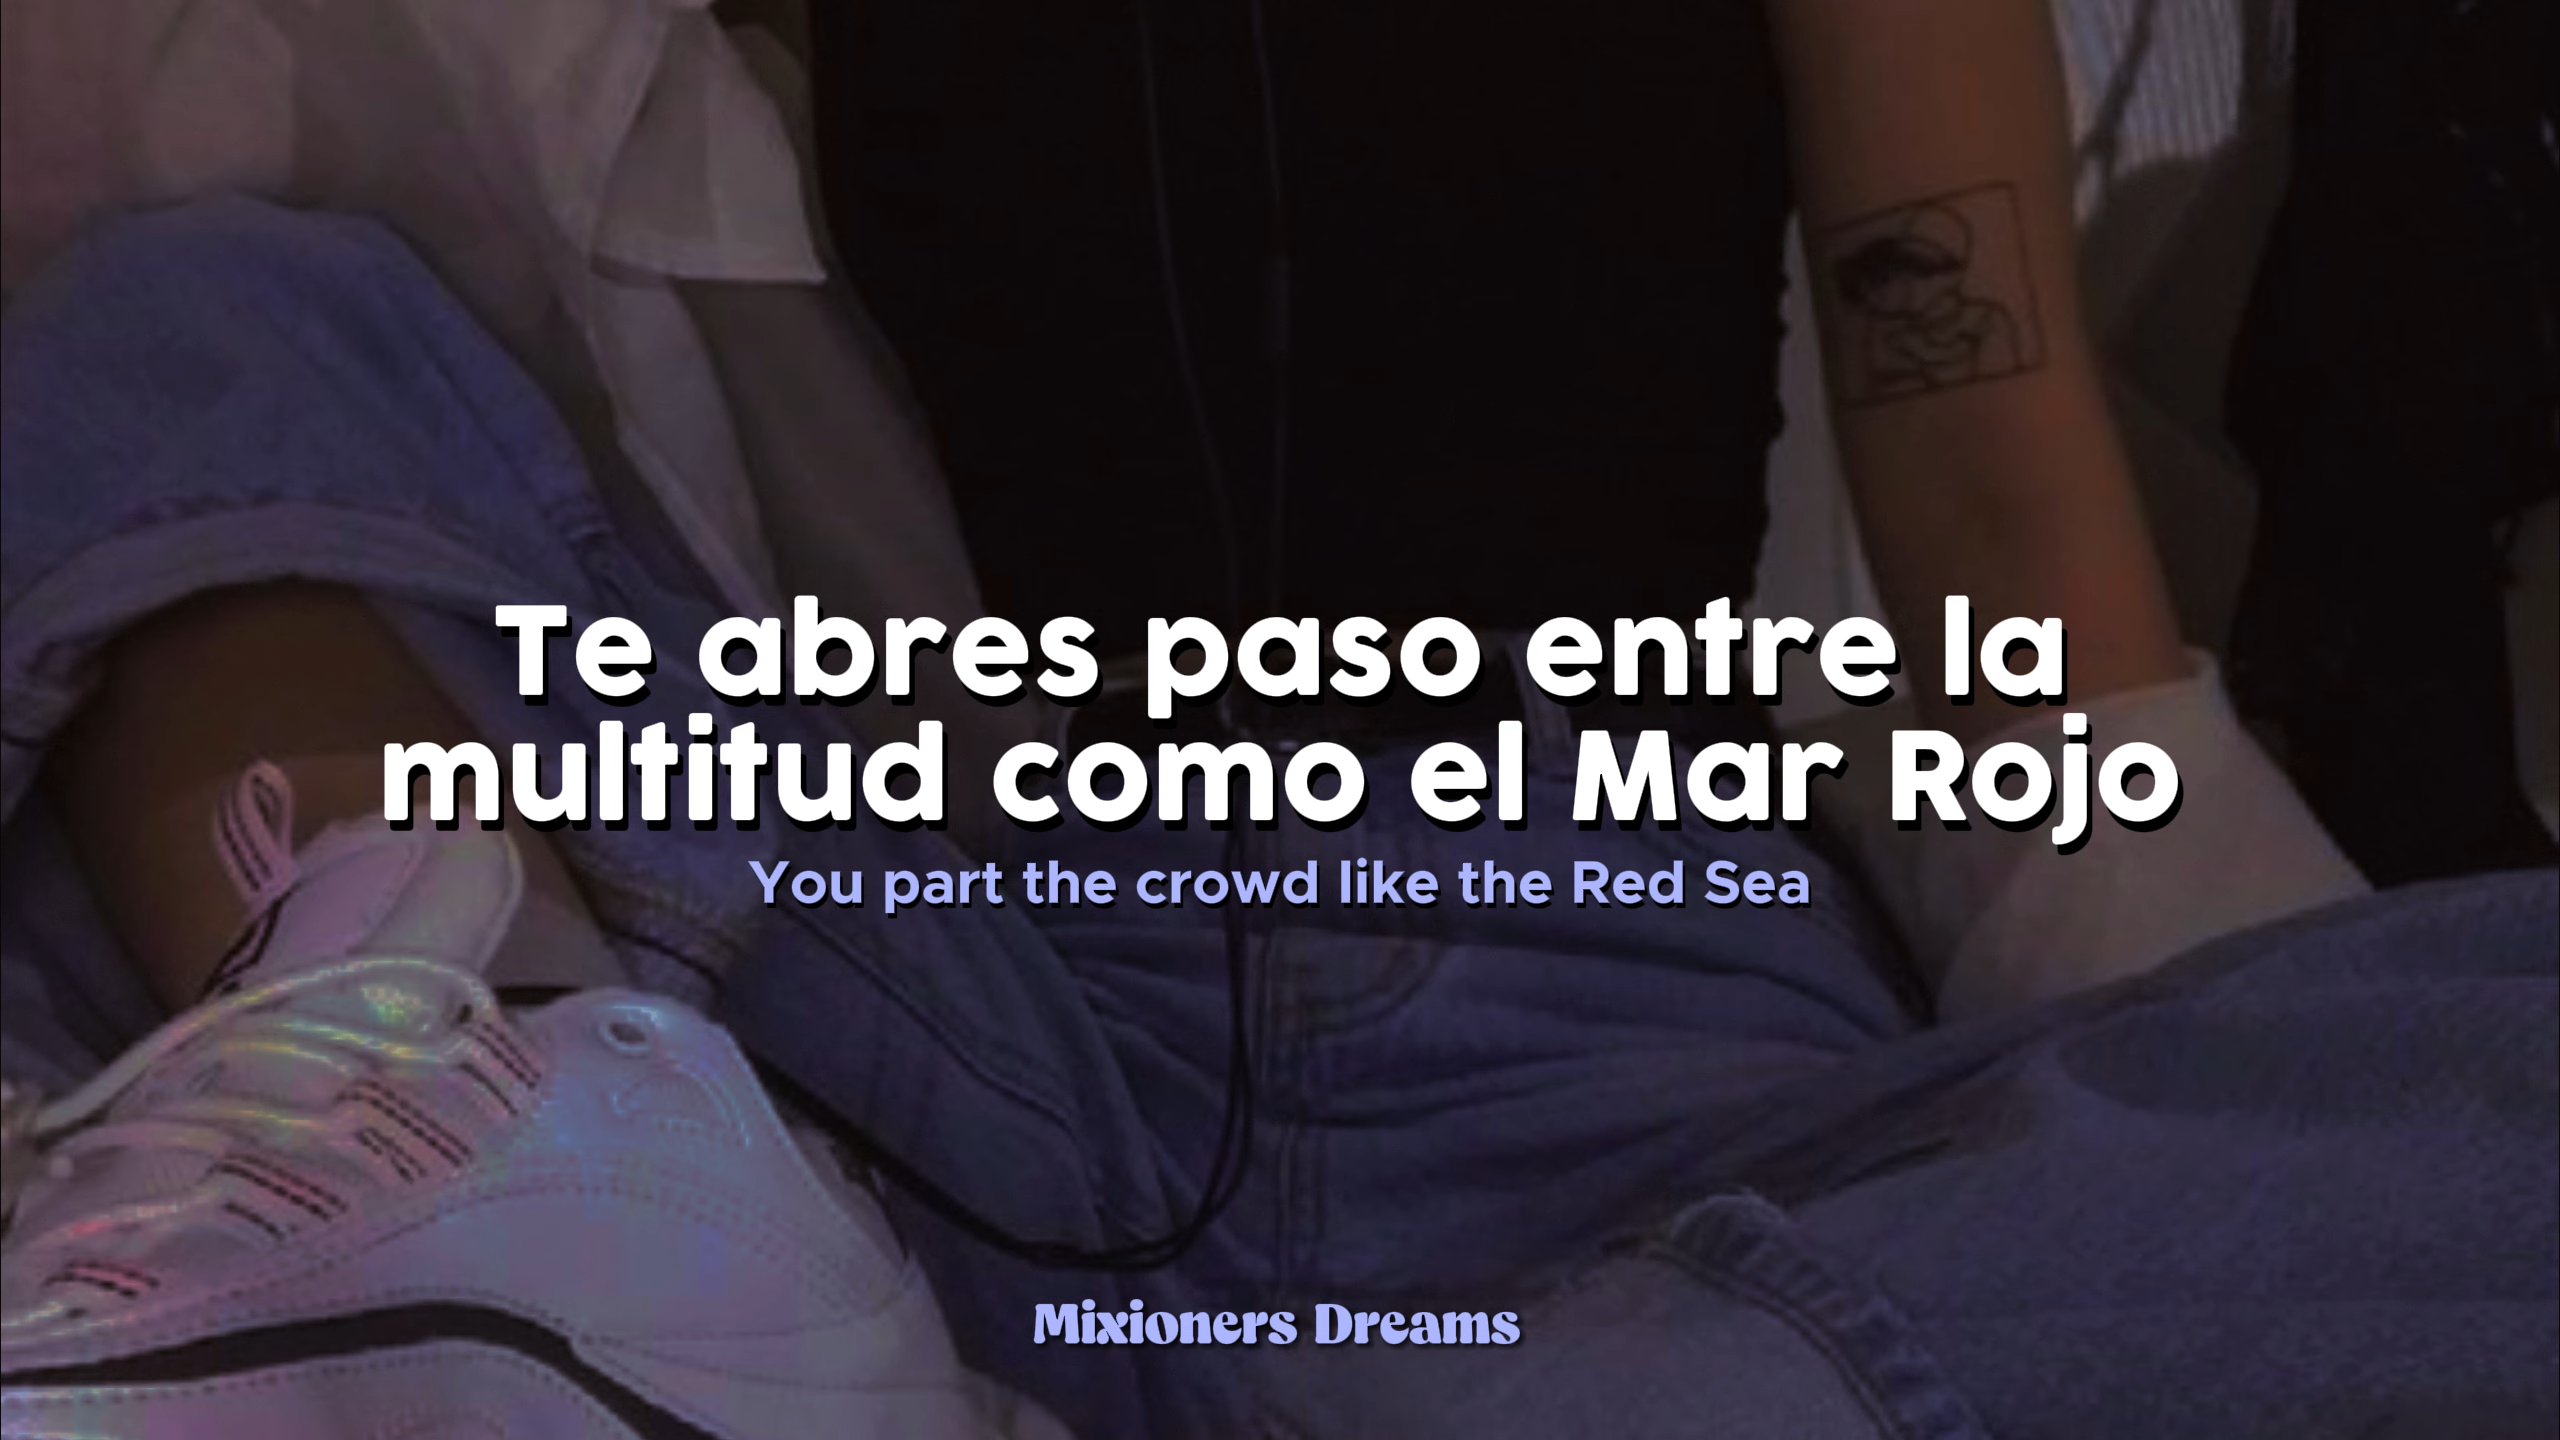 Te abres paso entre la
multitud como el Mar Rojo
You part the crowd like the Red Sea
Mixioners Dreams